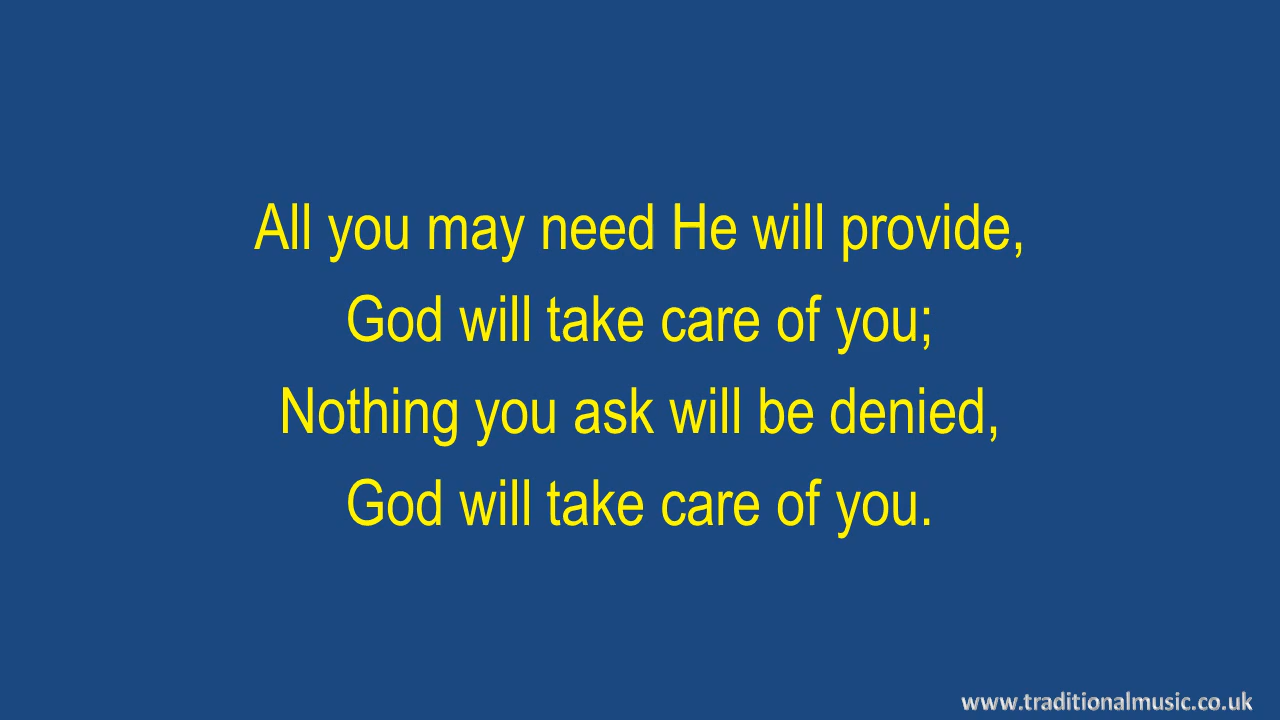 All you may need He will provide,
God will take care of you;
Nothing you ask will be denied,
God will take care of you.
www.traditionalmusic.co.uk